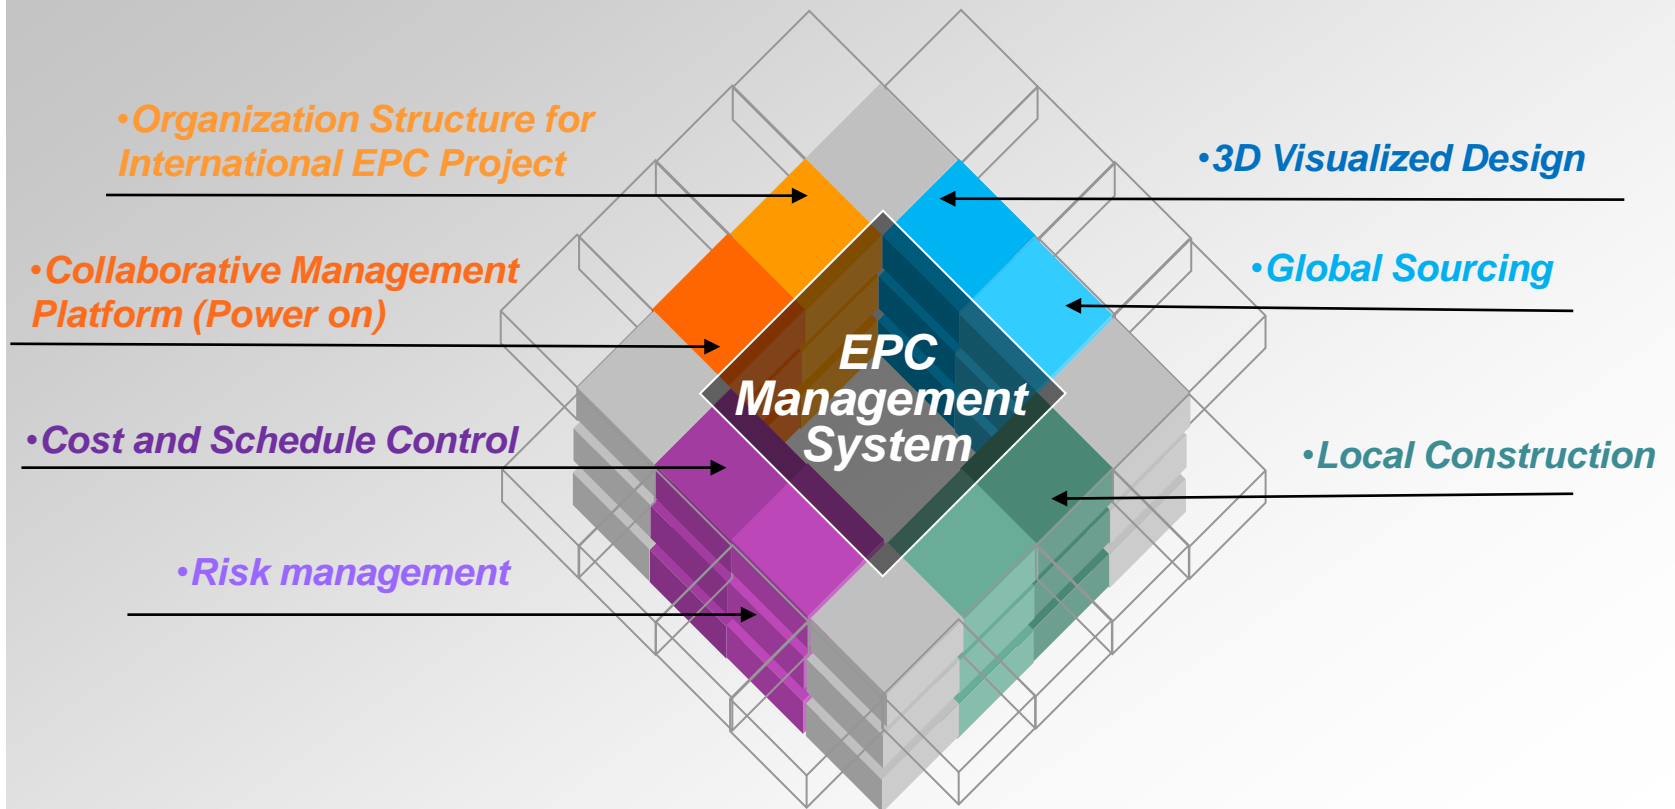 •Organization Structure for
International EPC Project
•Collaborative Management
Platform (Power on)
•Cost and Schedule Control
•Risk management
EPC
Management
System
•3D Visualized Design
•Global Sourcing
•Local Construction